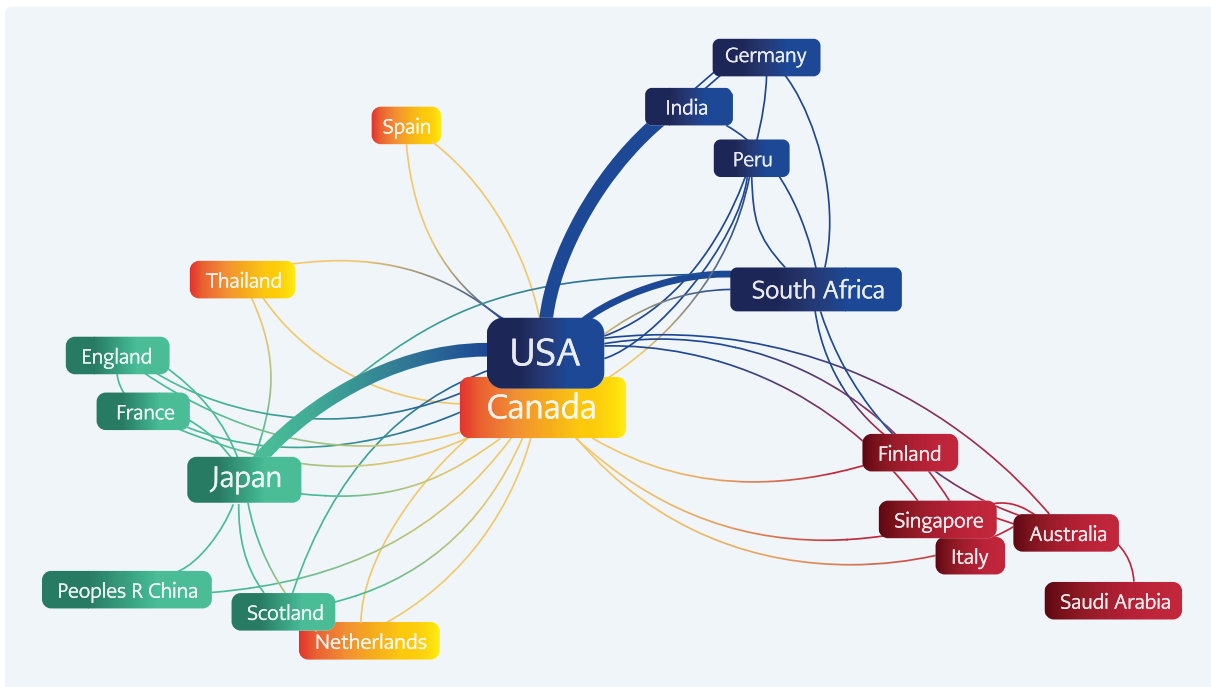 Germany
India
Spain
Peru
Thailand
South Africa
USA
England
Canada
France
Finland
Japan
Singapore
Australia
Italy
Peoples R China
Saudi Arabia
Scotland
Netherlands